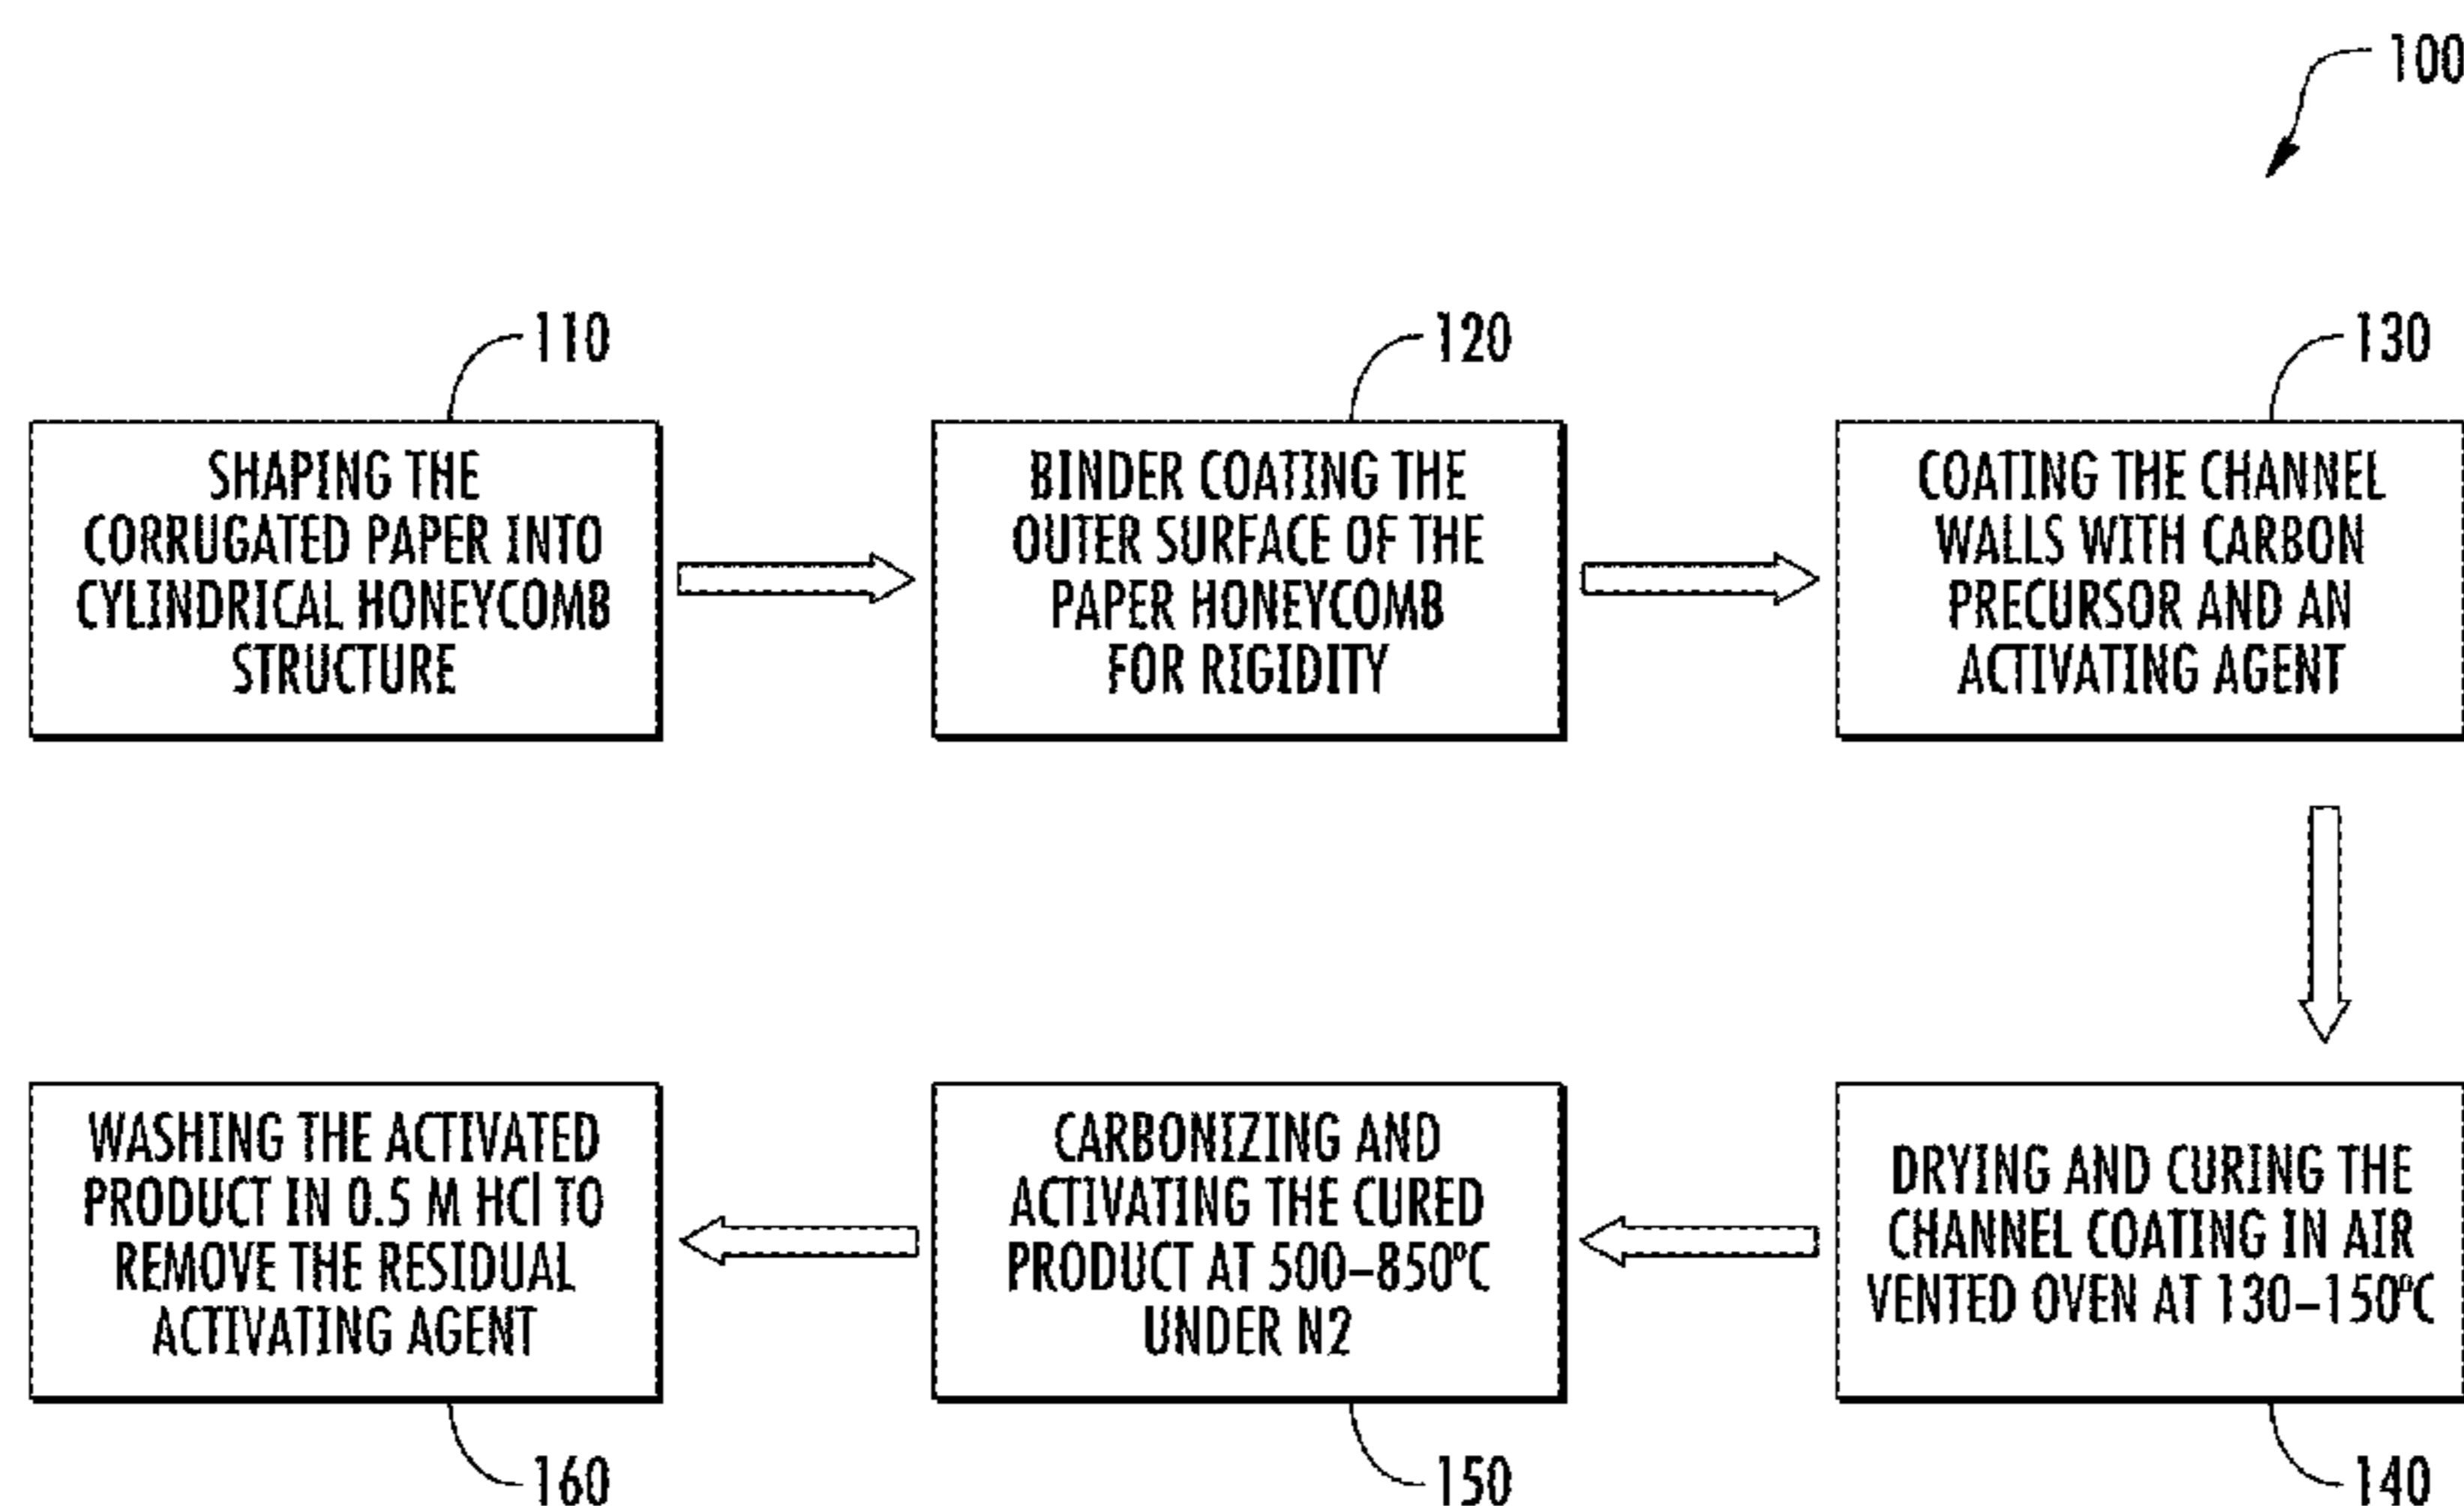 100
110
SHAPING THE
CORRUGATED PAPER INTO
CYLINDRICAL HONEYCOMB
STRUCTURE
120
BINDER COATING THE
OUTER SURFACE OF THE
PAPER HONEYCOMB
FOR RIGIDITY
130
COATING THE CHANNEL
WALLS WITH CARBON
PRECURSOR AND AN
ACTIVATING AGENT
DRYING AND CURING THE
CHANNEL COATING IN AIR
VENTED OVEN AT 130–150°C
140
CARBONIZING AND
ACTIVATING THE CURED
PRODUCT AT 500–850°C
UNDER N2
150
WASHING THE ACTIVATED
PRODUCT IN 0.5 M HCl TO
REMOVE THE RESIDUAL
ACTIVATING AGENT
160